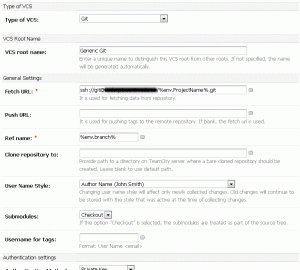 Type of VCS
Type of VCS:
Git
VCS Root Name
VCS root name:
Generic Git
Enter a unique name to distinguish this VCS root from other roots. If not specified, the name
will be generated automatically.
General Settings
Fetch URL: *
ssh://git@ /%env.ProjectName%.git
It is used for fetching data from repository.
Push URL:
It is used for pushing tags to the remote repository. If blank, the fetch url is used.
Ref name: *
%env.branch%
Clone repository to:
Provide path to a directory on TeamCity server where a bare cloned repository should be
created. Leave blank to use default path.
User Name Style:
Author Name (John Smith)
Changing user name style will affect only newly collected changes. Old changes will continue to
be stored with the style that was active at the time of collecting changes.
Submodules:
Checkout
If the option "Checkout" is selected, the submodules are treated as part of the source tree.
Username for tags:
Format: User Name <email>
Authentication settings
Private Key